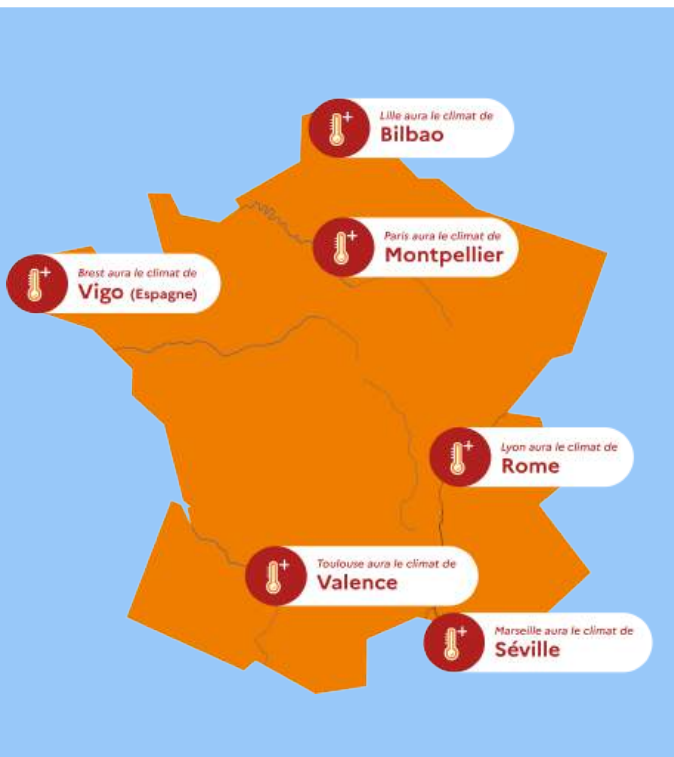 Lille aura le climat de
Bilbao
Paris aura le climat de
Montpellier
Brest aura le climat de
Vigo (Espagne)
Lyon aura le climat de
Rome
Toulouse aura le climat de
Valence
Marseille aura le climat de
Séville